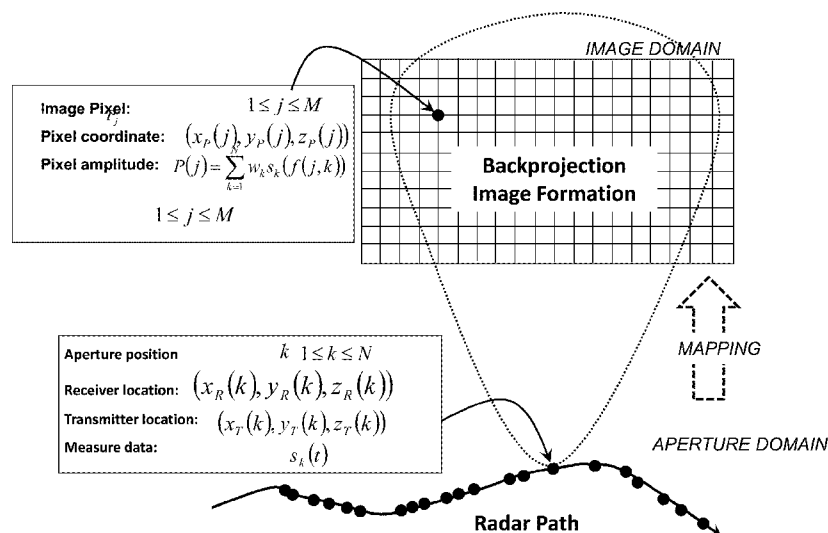 IMAGE DOMAIN
Image Pixel: r_j 1 ≤ j ≤ M
Pixel coordinate: (x_P(j), y_P(j), z_P(j))
Pixel amplitude: P(j) = ∑_{k=1}^{N} w_k s_k(f(j,k))
1 ≤ j ≤ M
Backprojection
Image Formation
MAPPING
Aperture position k 1 ≤ k ≤ N
Receiver location: (x_R(k), y_R(k), z_R(k))
Transmitter location: (x_T(k), y_T(k), z_T(k))
Measure data: s_k(t)
APERTURE DOMAIN
Radar Path